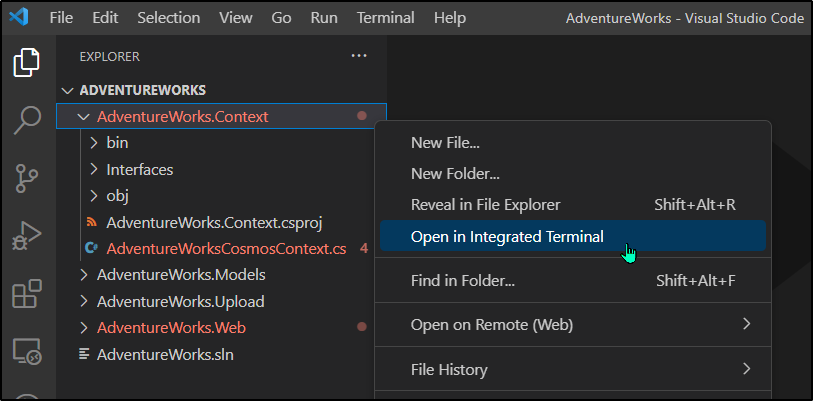 File Edit Selection View Go Run Terminal Help AdventureWorks - Visual Studio Code
EXPLORER ...
ADVENTUREWORKS
AdventureWorks.Context
bin
Interfaces
obj
AdventureWorks.Context.csproj
AdventureWorksCosmosContext.cs 4
AdventureWorks.Models
AdventureWorks.Upload
AdventureWorks.Web
AdventureWorks.sln
New File...
New Folder...
Reveal in File Explorer Shift+Alt+R
Open in Integrated Terminal
Find in Folder... Shift+Alt+F
Open on Remote (Web)
File History